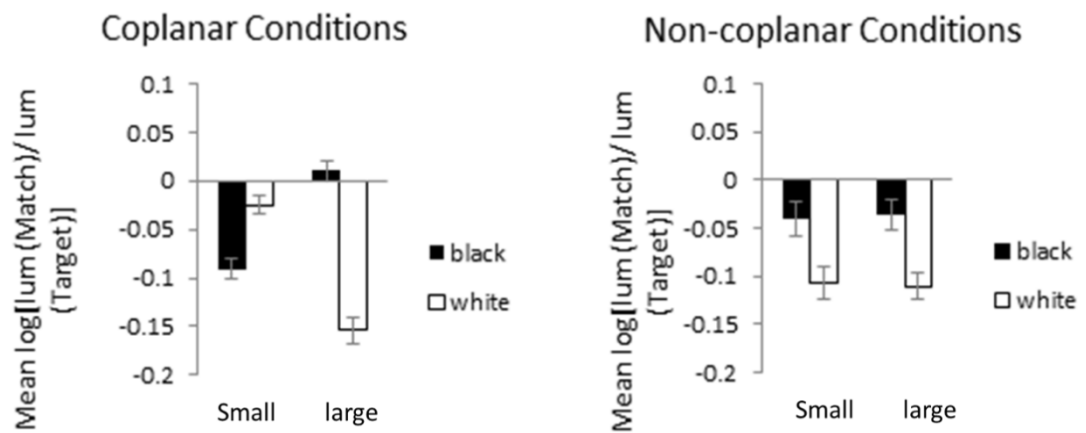 Coplanar Conditions
Mean log[lum (Match)/lum
(Target)]
0.1
0.05
0
-0.05
-0.1
-0.15
-0.2
Small large
black
white
Non-coplanar Conditions
Mean log[lum (Match)/lum
(Target)]
0.1
0.05
0
-0.05
-0.1
-0.15
-0.2
Small large
black
white